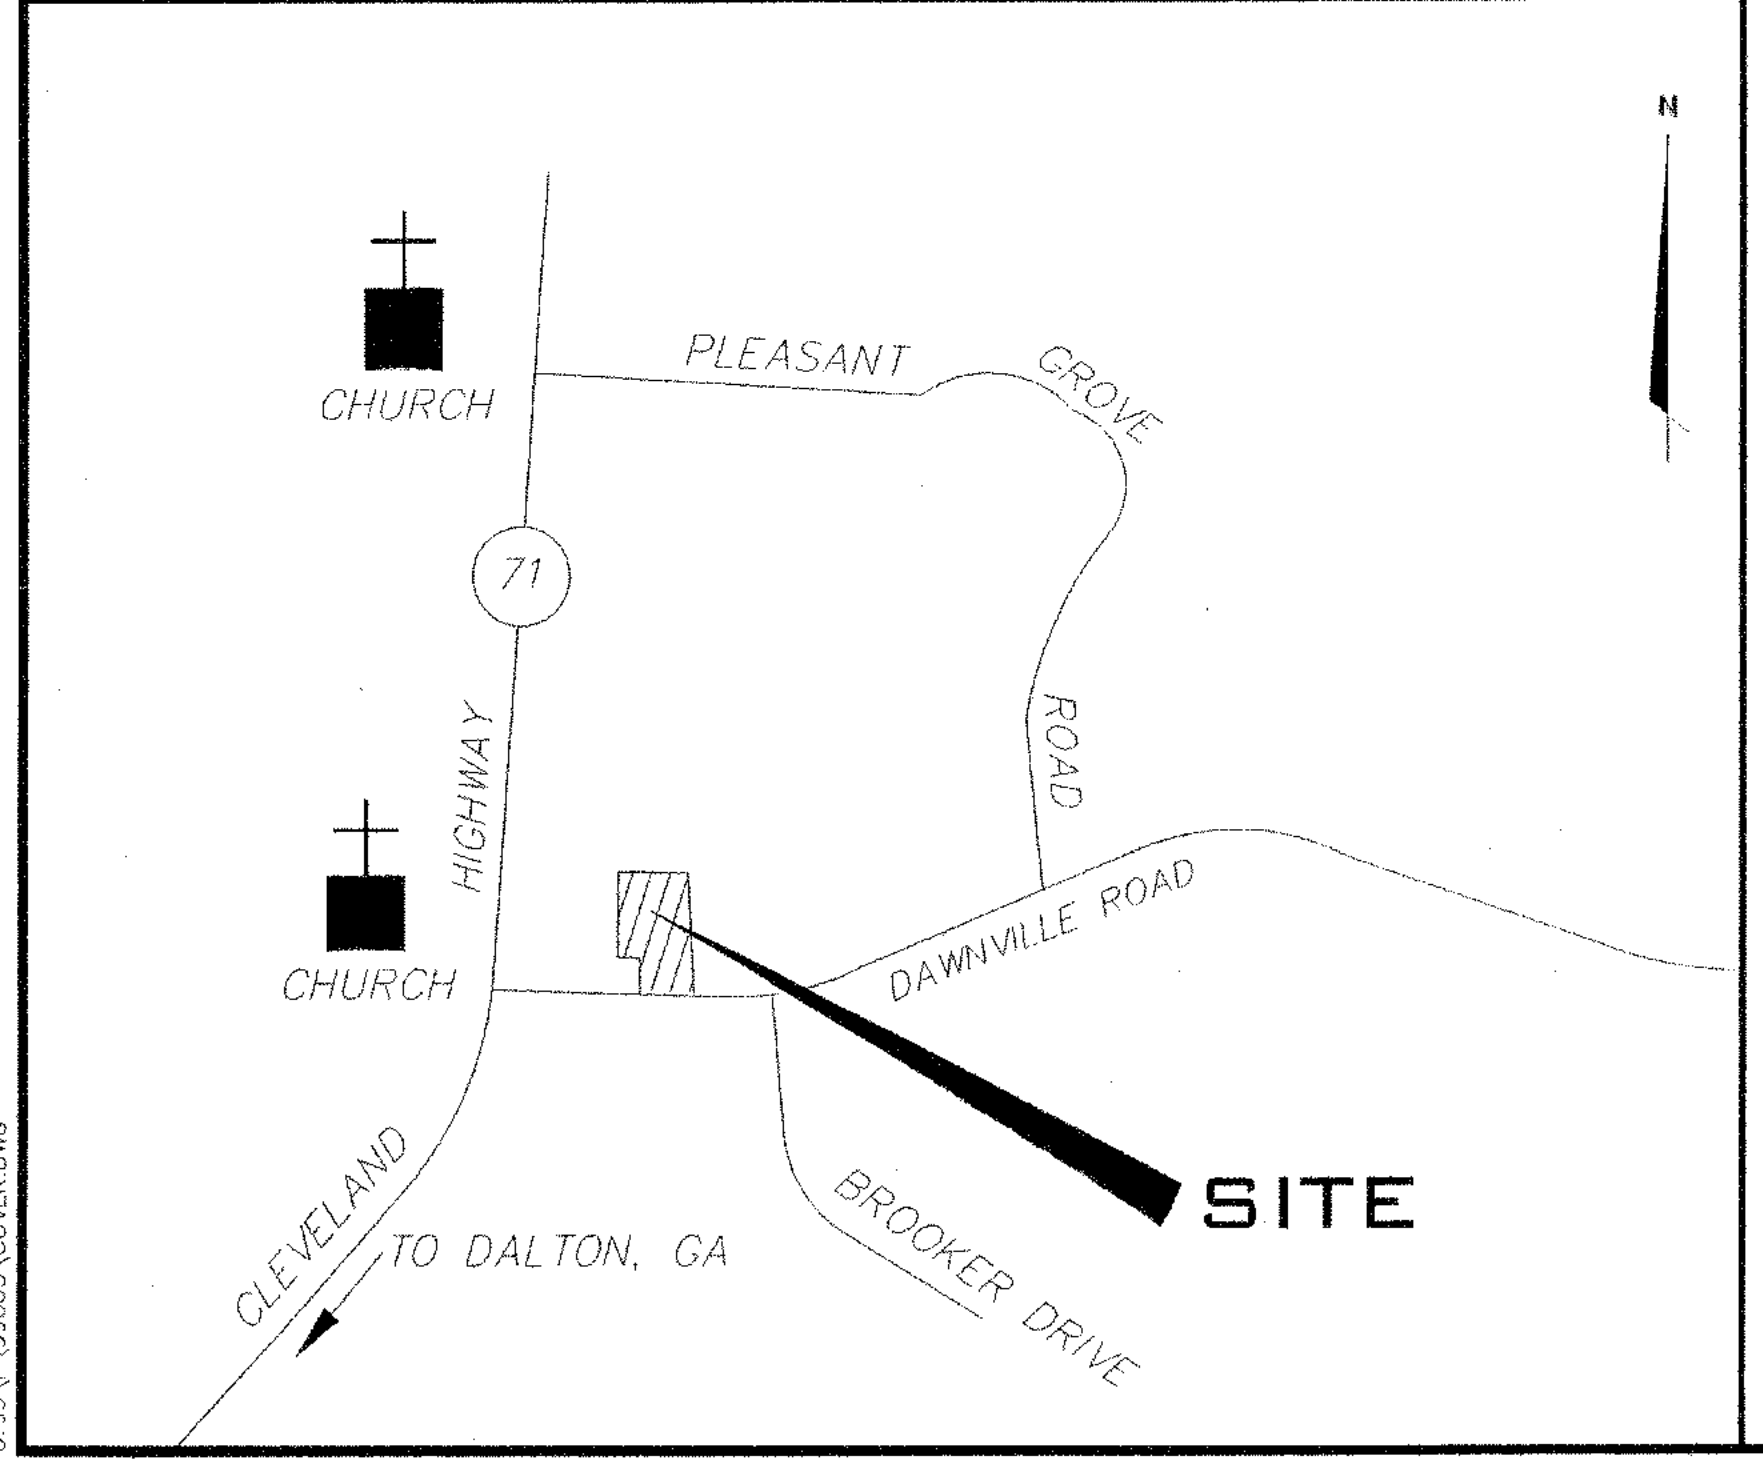 N
PLEASANT GROVE ROAD
CHURCH
71
HIGHWAY
DAWNVILLE ROAD
CHURCH
SITE
CLEVELAND
TO DALTON, GA
BROOKER DRIVE